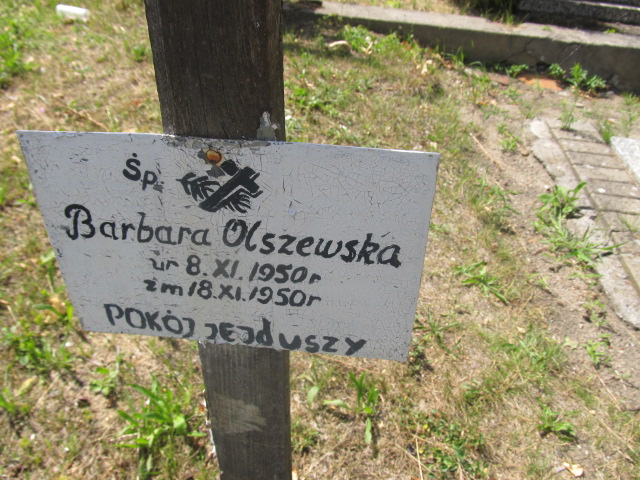 Śp.
Barbara Olszewska
ur 8.XI.1950r
zm 18.XI.1950r
POKÓJ JEJ DUSZY